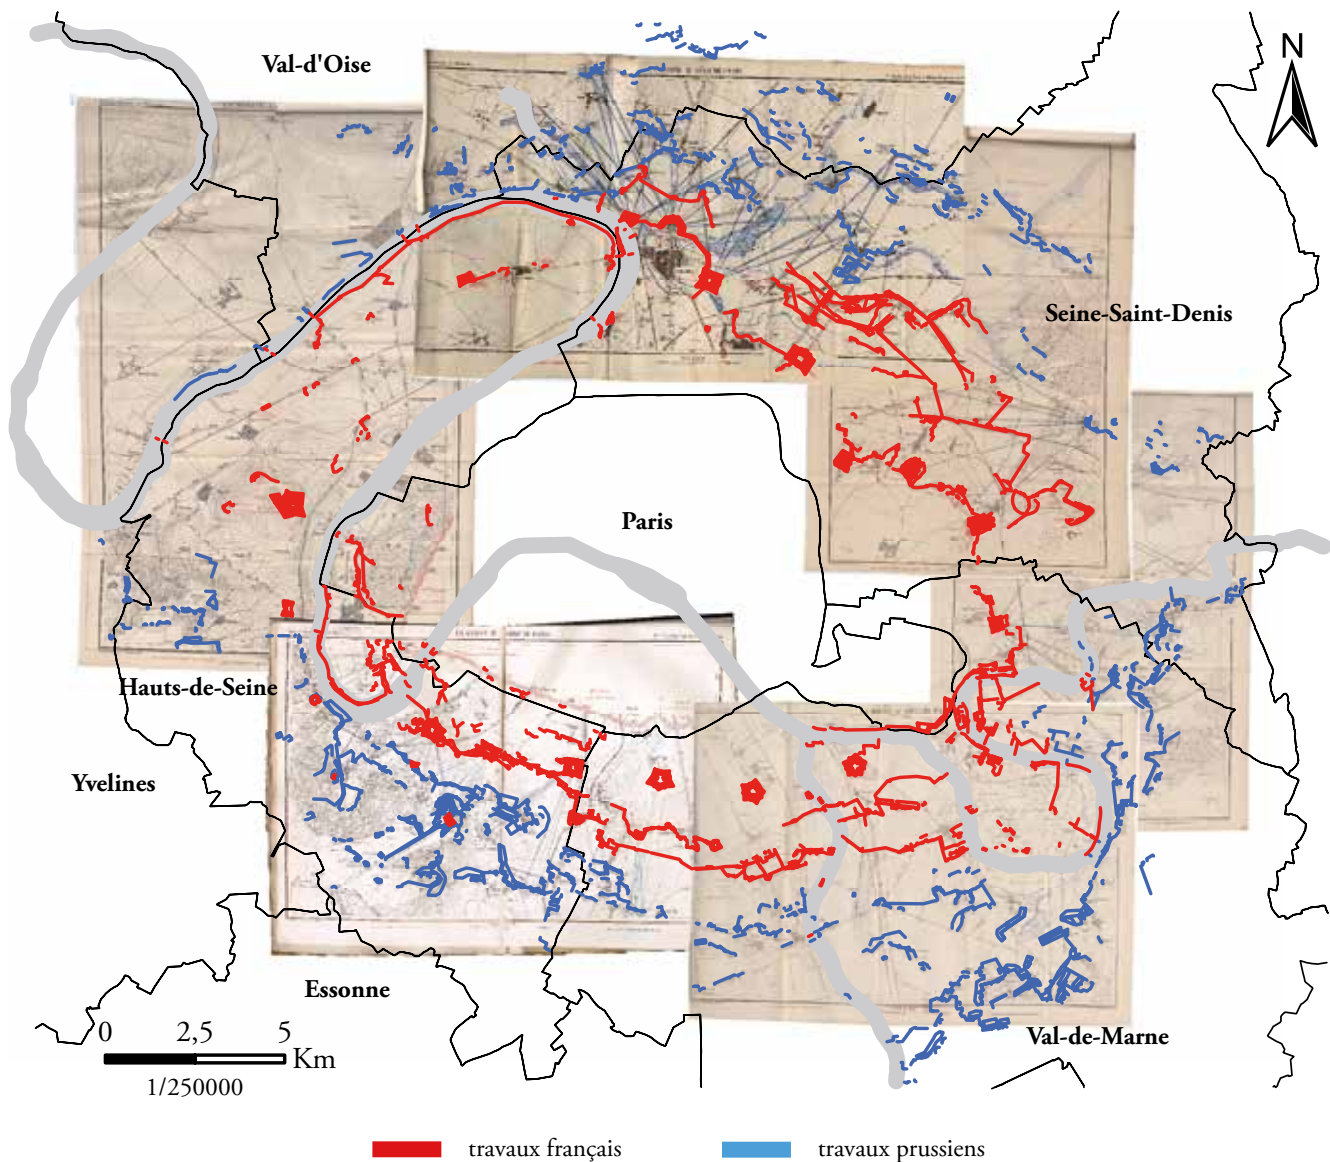 Val-d'Oise
N
Seine-Saint-Denis
Paris
Hauts-de-Seine
Yvelines
Essonne
Val-de-Marne
0 2,5 5
Km
1/250000
travaux français
travaux prussiens